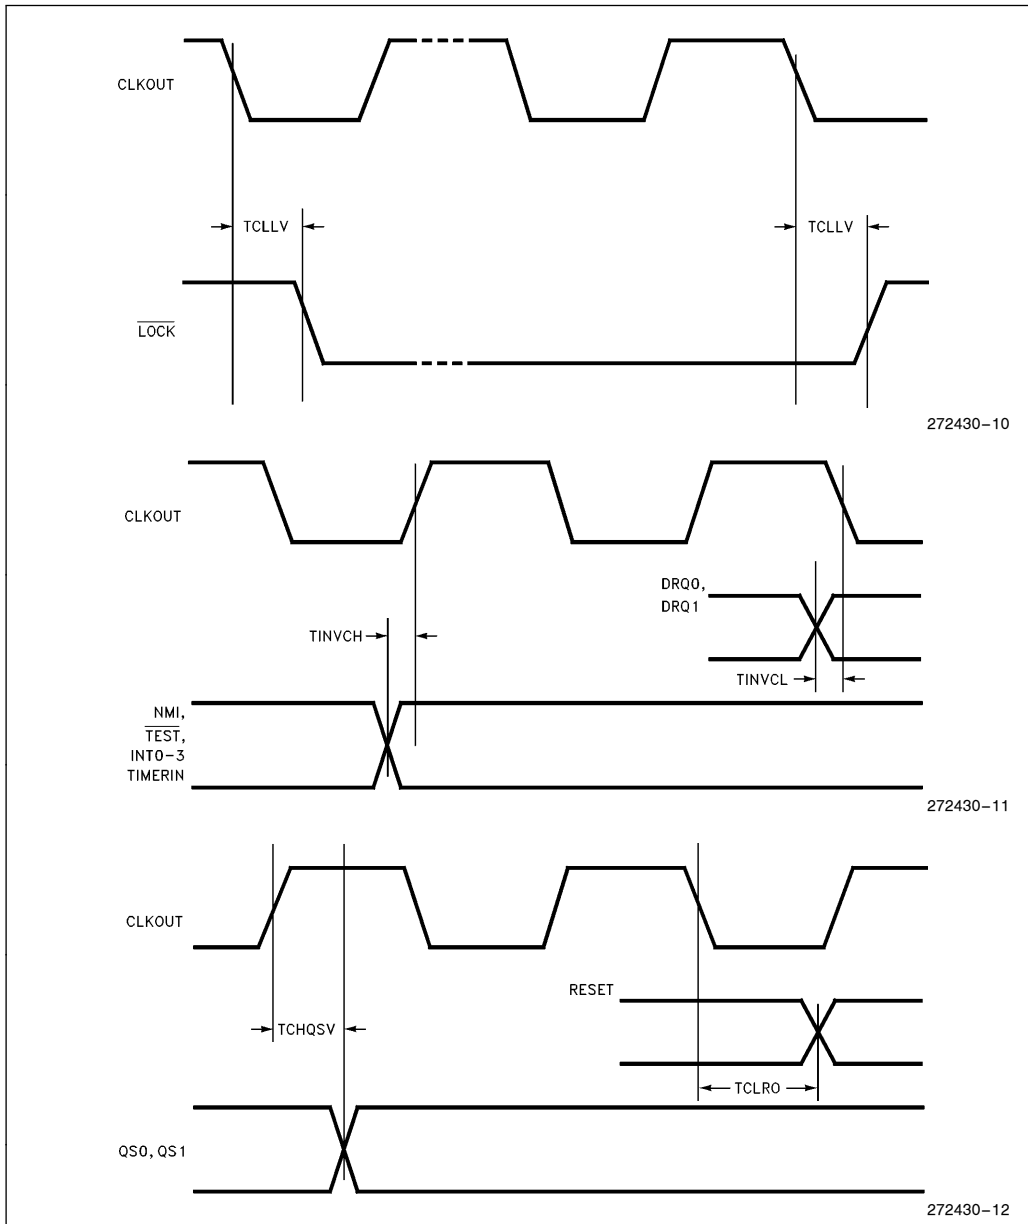 CLKOUT
TCLLV
TCLLV
LOCK
272430–10
CLKOUT
DRQ0,
DRQ1
TINVCH
TINVCL
NMI,
TEST,
INT0–3
TIMERIN
272430–11
CLKOUT
RESET
TCHQSV
TCLRO
QS0, QS1
272430–12